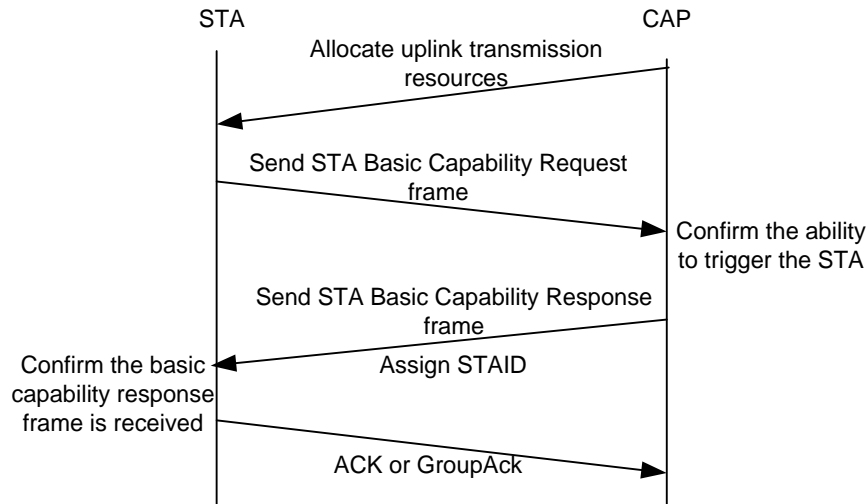 STA
CAP
Allocate uplink transmission
resources
Send STA Basic Capability Request
frame
Confirm the ability
to trigger the STA
Send STA Basic Capability Response
frame
Assign STAID
Confirm the basic
capability response
frame is received
ACK or GroupAck